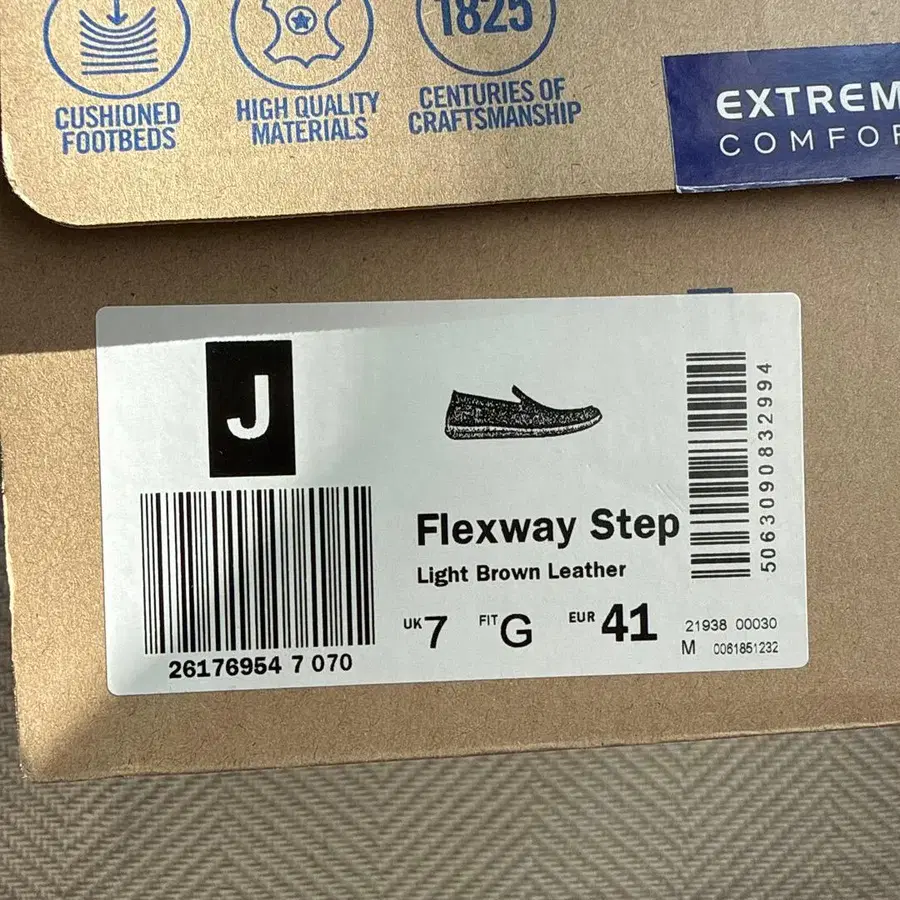 1825
CUSHIONED
FOOTBEDS
HIGH QUALITY
MATERIALS
CENTURIES OF
CRAFTSMANSHIP
EXTREM
COMFOR
J
26176954 7 070
Flexway Step
Light Brown Leather
UK 7 FIT G EUR 41
5063090832994
21938 00030
M 0061851232